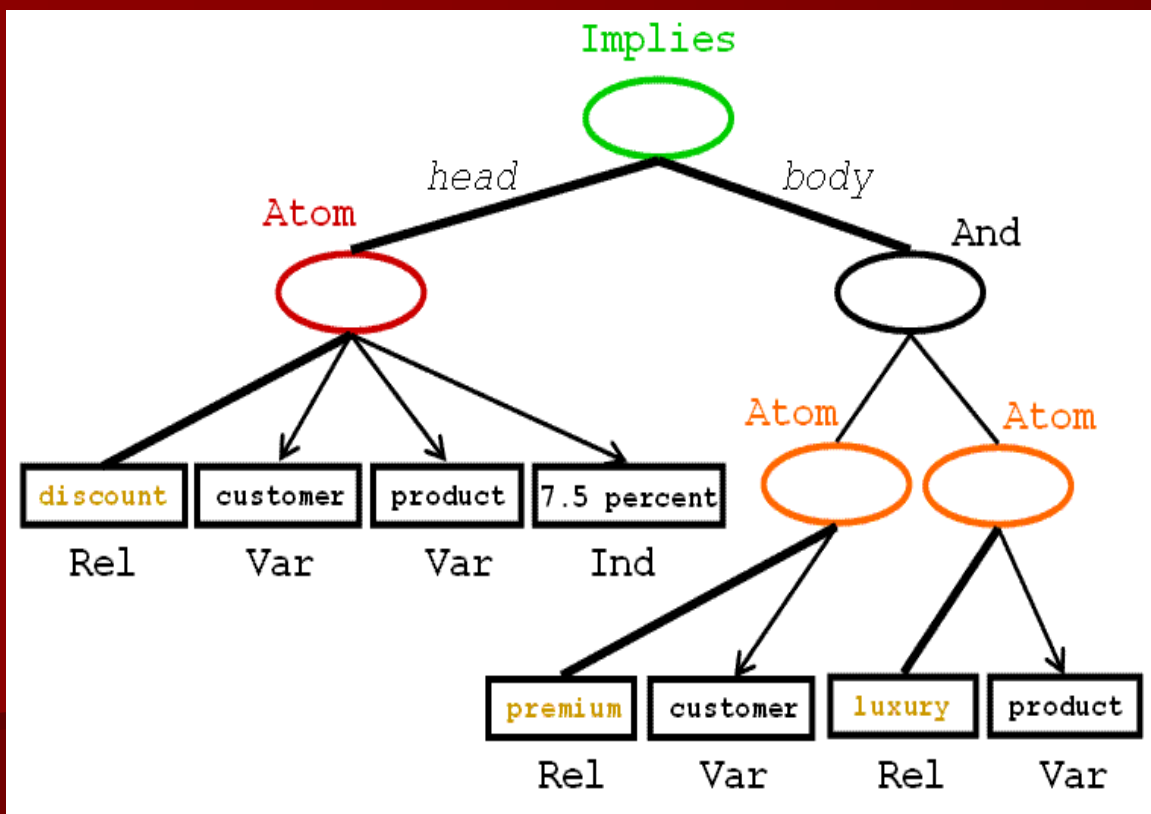 Implies
head body
Atom
And
Atom Atom
discount customer product 7.5 percent
Rel Var Var Ind
premium customer luxury product
Rel Var Rel Var